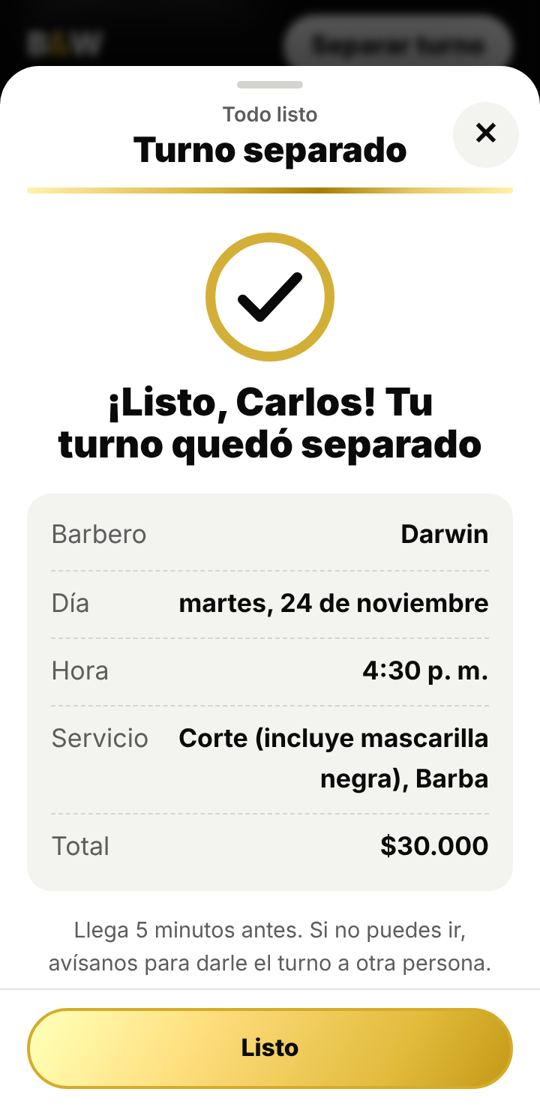 B&W
Separar turno
Todo listo
Turno separado
¡Listo, Carlos! Tu
turno quedó separado
Barbero Darwin
Día martes, 24 de noviembre
Hora 4:30 p. m.
Servicio Corte (incluye mascarilla
negra), Barba
Total $30.000
Llega 5 minutos antes. Si no puedes ir,
avísanos para darle el turno a otra persona.
Listo